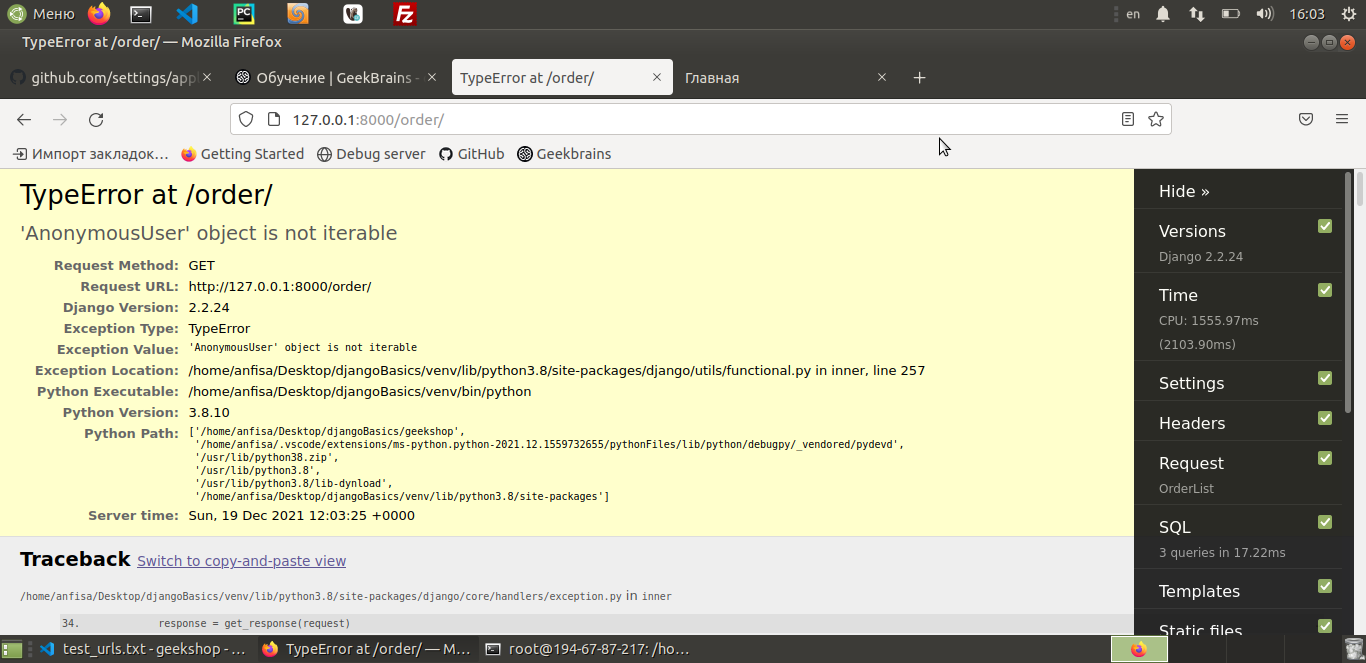 Меню
en
16:03
TypeError at /order/ — Mozilla Firefox
github.com/settings/appl
Обучение | GeekBrains -
TypeError at /order/
Главная
127.0.0.1:8000/order/
Импорт закладок…
Getting Started
Debug server
GitHub
Geekbrains
TypeError at /order/
'AnonymousUser' object is not iterable
Request Method: GET
Request URL: http://127.0.0.1:8000/order/
Django Version: 2.2.24
Exception Type: TypeError
Exception Value: 'AnonymousUser' object is not iterable
Exception Location: /home/anfisa/Desktop/djangoBasics/venv/lib/python3.8/site-packages/django/utils/functional.py in inner, line 257
Python Executable: /home/anfisa/Desktop/djangoBasics/venv/bin/python
Python Version: 3.8.10
Python Path: ['/home/anfisa/Desktop/djangoBasics/geekshop',
'/home/anfisa/.vscode/extensions/ms-python.python-2021.12.1559732655/pythonFiles/lib/python/debugpy/_vendored/pydevd',
'/usr/lib/python38.zip',
'/usr/lib/python3.8',
'/usr/lib/python3.8/lib-dynload',
'/home/anfisa/Desktop/djangoBasics/venv/lib/python3.8/site-packages']
Server time: Sun, 19 Dec 2021 12:03:25 +0000
Traceback Switch to copy-and-paste view
/home/anfisa/Desktop/djangoBasics/venv/lib/python3.8/site-packages/django/core/handlers/exception.py in inner
34. response = get_response(request)
Hide »
Versions
Django 2.2.24
Time
CPU: 1555.97ms
(2103.90ms)
Settings
Headers
Request
OrderList
SQL
3 queries in 17.22ms
Templates
Static files
test_urls.txt - geekshop - …
TypeError at /order/ — M…
root@194-67-87-217: /ho…